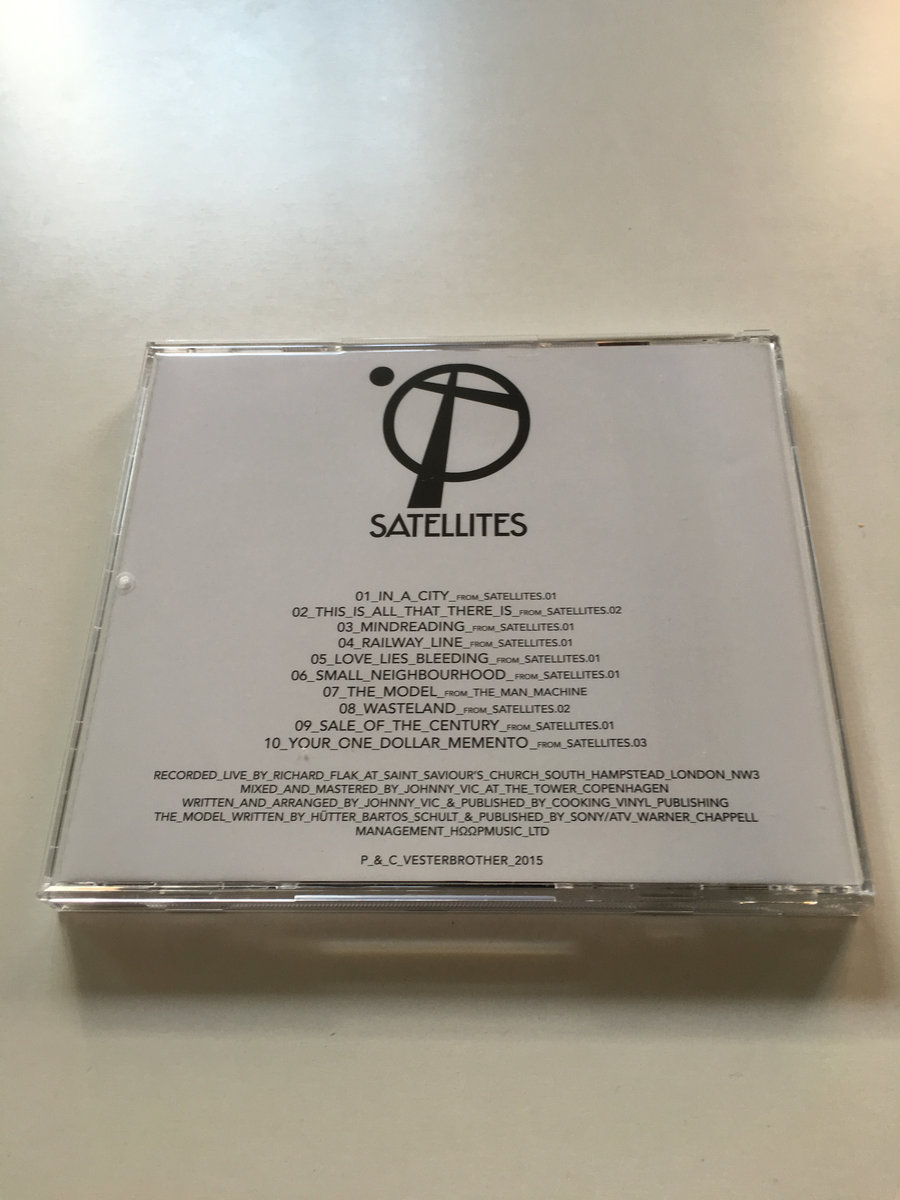 SATELLITES
01_IN_A_CITY_FROM_SATELLITES.01
02_THIS_IS_ALL_THAT_THERE_IS_FROM_SATELLITES.02
03_MINDREADING_FROM_SATELLITES.01
04_RAILWAY_LINE_FROM_SATELLITES.01
05_LOVE_LIES_BLEEDING_FROM_SATELLITES.01
06_SMALL_NEIGHBOURHOOD_FROM_SATELLITES.01
07_THE_MODEL_FROM_THE_MAN_MACHINE
08_WASTELAND_FROM_SATELLITES.02
09_SALE_OF_THE_CENTURY_FROM_SATELLITES.01
10_YOUR_ONE_DOLLAR_MEMENTO_FROM_SATELLITES.03
RECORDED_LIVE_BY_RICHARD_FLAK_AT_SAINT_SAVIOUR'S_CHURCH_SOUTH_HAMPSTEAD_LONDON_NW3
MIXED_AND_MASTERED_BY_JOHNNY_VIC_AT_THE_TOWER_COPENHAGEN
WRITTEN_AND_ARRANGED_BY_JOHNNY_VIC_&_PUBLISHED_BY_COOKING_VINYL_PUBLISHING
THE_MODEL_WRITTEN_BY_HÜTTER_BARTOS_SCHULT_&_PUBLISHED_BY_SONY/ATV_WARNER_CHAPPELL
MANAGEMENT_HΩΩPMUSIC_LTD
P_&_C_VESTERBROTHER_2015